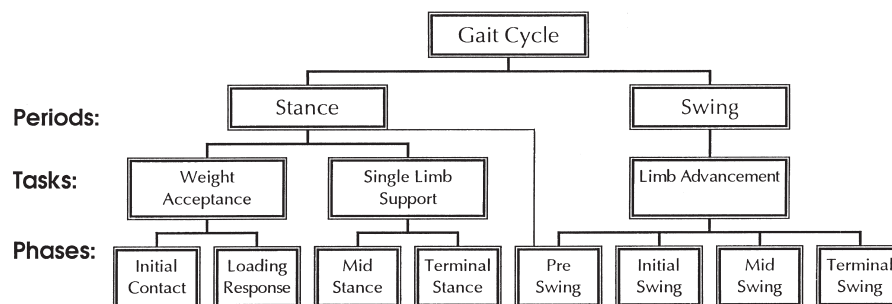 Gait Cycle
Periods:
Stance
Swing
Tasks:
Weight
Acceptance
Single Limb
Support
Limb Advancement
Phases:
Initial
Contact
Loading
Response
Mid
Stance
Terminal
Stance
Pre
Swing
Initial
Swing
Mid
Swing
Terminal
Swing